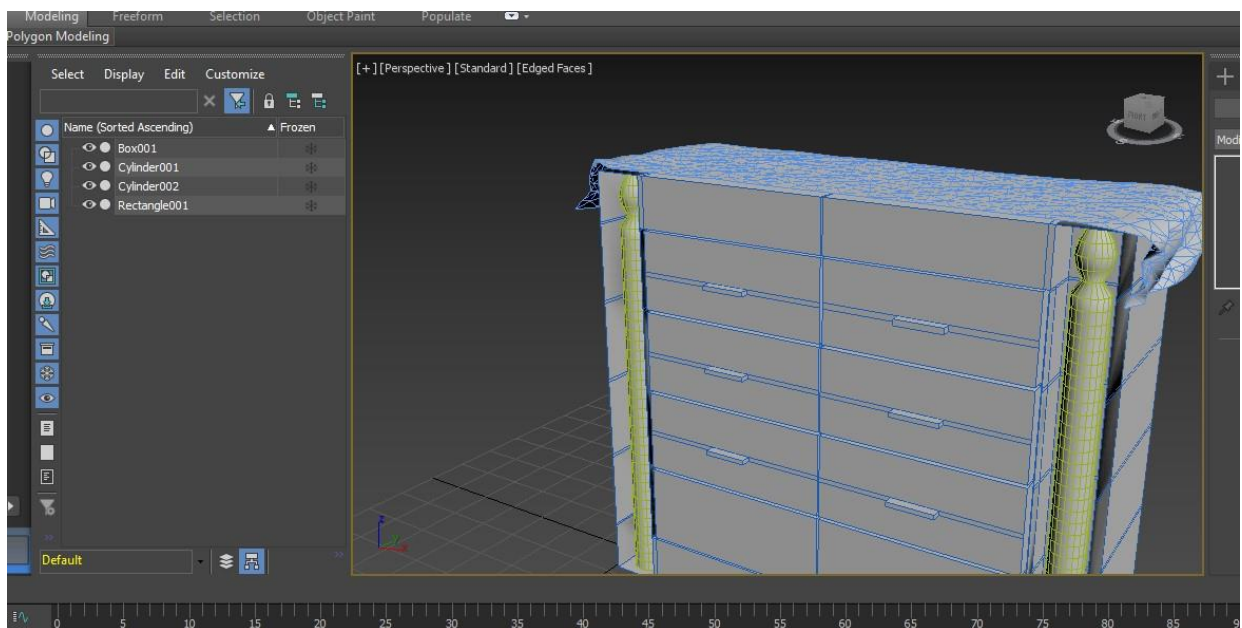 Modeling Freeform Selection Object Paint Populate
Polygon Modeling
Select Display Edit Customize
[+] [Perspective] [Standard] [Edged Faces]
Name (Sorted Ascending) Frozen
Box001
Cylinder001
Cylinder002
Rectangle001
Modi
FRONT
Default
0 5 10 15 20 25 30 35 40 45 50 55 60 65 70 75 80 85 9